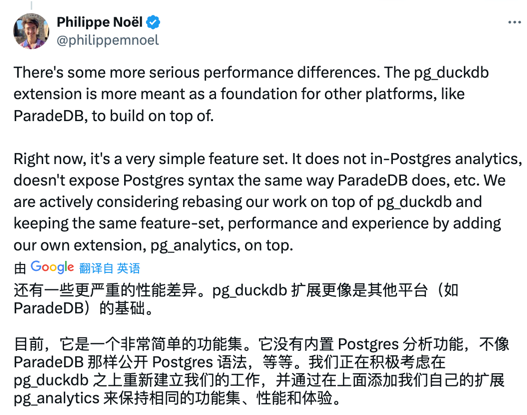 Philippe Noël
@philippemnoel
There's some more serious performance differences. The pg_duckdb
extension is more meant as a foundation for other platforms, like
ParadeDB, to build on top of.
Right now, it's a very simple feature set. It does not in-Postgres analytics,
doesn't expose Postgres syntax the same way ParadeDB does, etc. We
are actively considering rebasing our work on top of pg_duckdb and
keeping the same feature-set, performance and experience by adding
our own extension, pg_analytics, on top.
由 Google 翻译自 英语
还有一些更严重的性能差异。pg_duckdb 扩展更像是其他平台（如
ParadeDB）的基础。
目前，它是一个非常简单的功能集。它没有内置 Postgres 分析功能，不像
ParadeDB 那样公开 Postgres 语法，等等。我们正在积极考虑在
pg_duckdb 之上重新建立我们的工作，并通过在上面添加我们自己的扩展
pg_analytics 来保持相同的功能集、性能和体验。